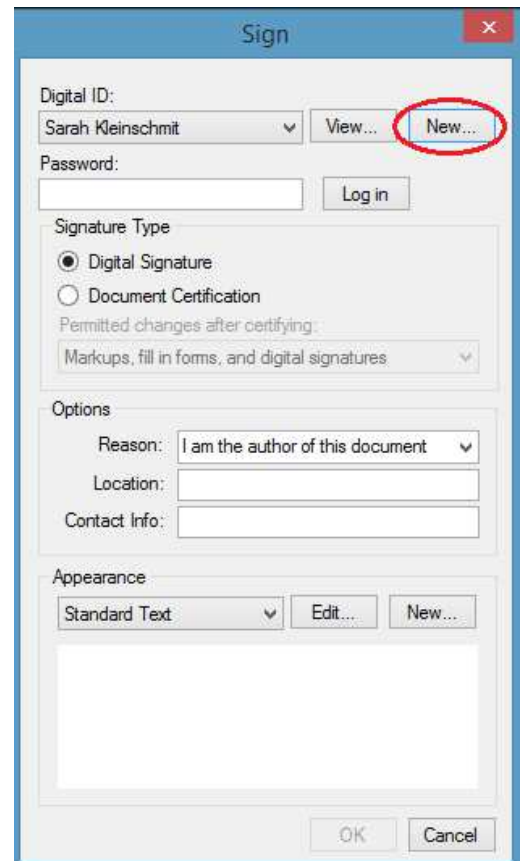 Sign
Digital ID:
Sarah Kleinschmit View... New...
Password:
Log in
Signature Type
Digital Signature
Document Certification
Permitted changes after certifying:
Markups, fill in forms, and digital signatures
Options
Reason: I am the author of this document
Location:
Contact Info:
Appearance
Standard Text Edit... New...
OK Cancel